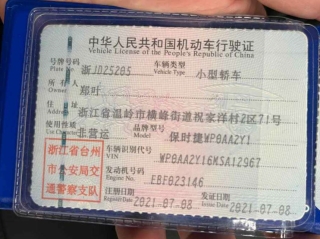 中华人民共和国机动车行驶证
Vehicle License of the People's Republic of China
号牌号码 浙JD25205 车辆类型 小型轿车
Plate No. Vehicle Type
所有人 郑叶
Owner
住址 浙江省温岭市横峰街道祝家洋村2区71号
Address
使用性质 非营运 品牌型号 保时捷WP0AA2Y1
Use Character Model
浙江省台州市公安局交通警察支队
车辆识别代号 WP0AA2Y16KSA12967
VIN
发动机号码 EBF023146
Engine No.
注册日期 2021-07-08 发证日期 2021-07-08
Register Date Issue Date